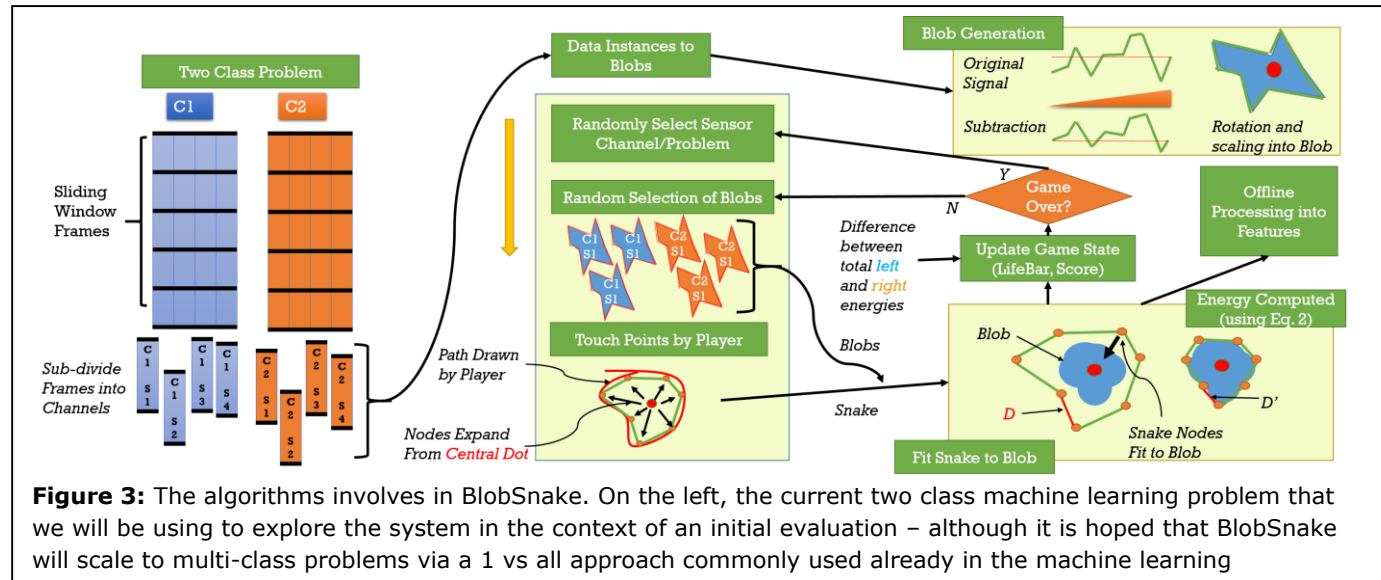 Two Class Problem
C1
C2
Sliding
Window
Frames
Sub-divide
Frames into
Channels
C1 S1
C1 S2
C1 S3
C1 S4
C2 S1
C2 S2
C2 S3
C2 S4
Data Instances to
Blobs
Randomly Select Sensor
Channel/Problem
Random Selection of Blobs
C1
S1
C1
S1
C2
S1
C2
S1
C1
S1
C2
S1
Touch Points by Player
Path Drawn
by Player
Nodes Expand
From Central Dot
Blobs
Snake
Blob Generation
Original
Signal
Subtraction
Rotation and
scaling into Blob
Y
N
Game
Over?
Difference
between
total left
and right
energies
Update Game State
(LifeBar, Score)
Offline
Processing into
Features
Energy Computed
(using Eq. 2)
Blob
D
D'
Snake Nodes
Fit to Blob
Fit Snake to Blob
Figure 3: The algorithms involves in BlobSnake. On the left, the current two class machine learning problem that
we will be using to explore the system in the context of an initial evaluation – although it is hoped that BlobSnake
will scale to multi-class problems via a 1 vs all approach commonly used already in the machine learning